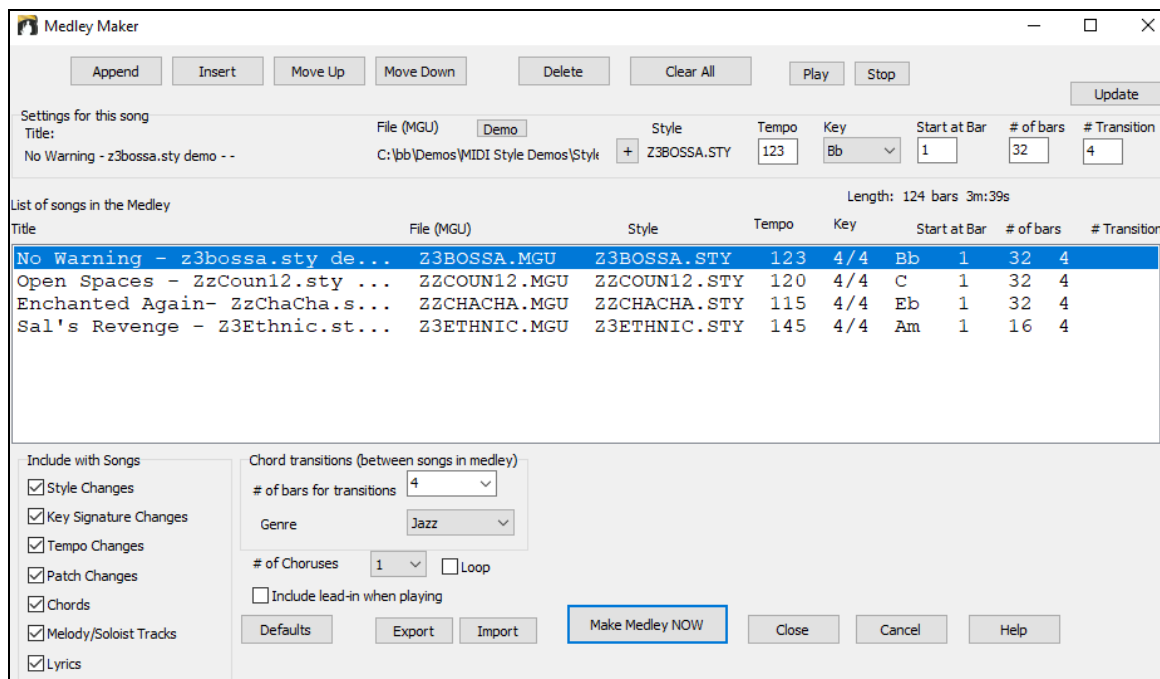 Medley Maker
Append Insert Move Up Move Down Delete Clear All Play Stop
Update
Settings for this song
Title: File (MGU) Demo Style Tempo Key Start at Bar # of bars # Transition
No Warning - z3bossa.sty demo - - C:\bb\Demos\MIDI Style Demos\Style + Z3BOSSA.STY 123 Bb 1 32 4
Length: 124 bars 3m:39s
List of songs in the Medley
Title File (MGU) Style Tempo Key Start at Bar # of bars # Transition
No Warning - z3bossa.sty de... Z3BOSSA.MGU Z3BOSSA.STY 123 4/4 Bb 1 32 4
Open Spaces - ZzCoun12.sty ... ZZCOUN12.MGU ZZCOUN12.STY 120 4/4 C 1 32 4
Enchanted Again- ZzChaCha.s... ZZCHACHA.MGU ZZCHACHA.STY 115 4/4 Eb 1 32 4
Sal's Revenge - Z3Ethnic.st... Z3ETHNIC.MGU Z3ETHNIC.STY 145 4/4 Am 1 16 4
Include with Songs
Style Changes
Key Signature Changes
Tempo Changes
Patch Changes
Chords
Melody/Soloist Tracks
Lyrics
Chord transitions (between songs in medley)
# of bars for transitions 4
Genre Jazz
# of Choruses 1 Loop
Include lead-in when playing
Defaults Export Import Make Medley NOW Close Cancel Help